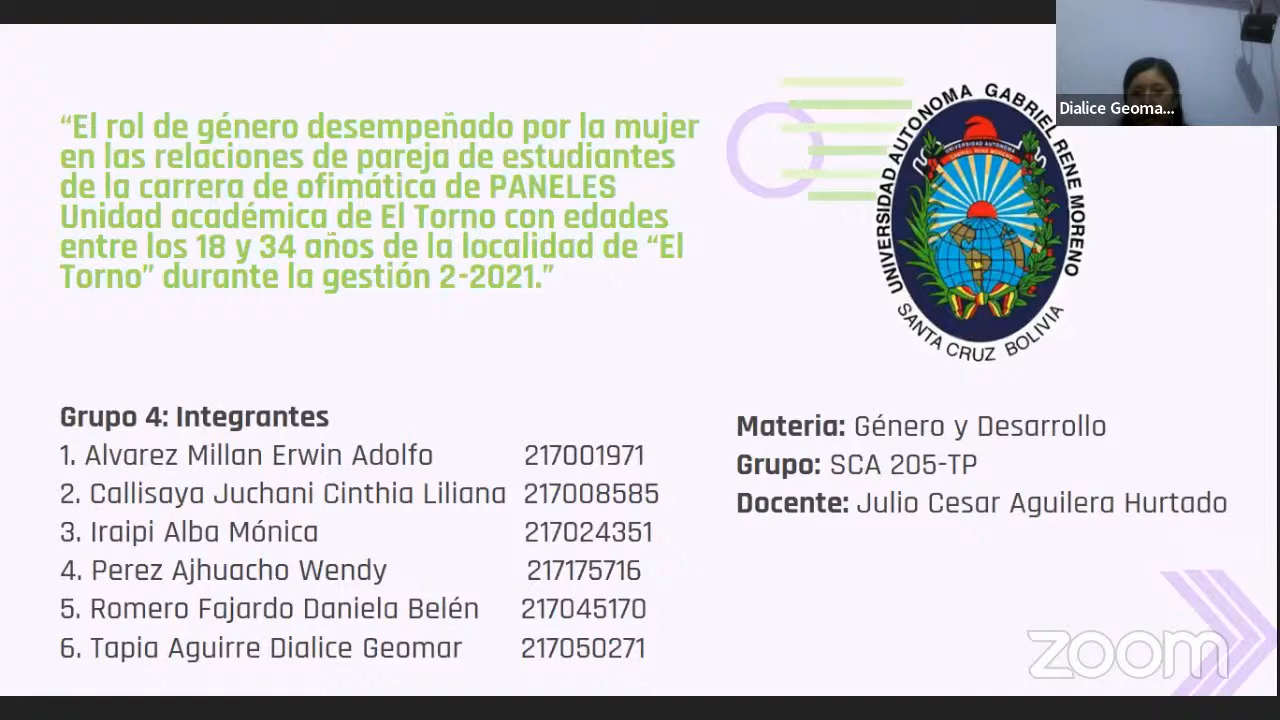 “El rol de género desempeñado por la mujer
en las relaciones de pareja de estudiantes
de la carrera de ofimática de PANELES
Unidad académica de El Torno con edades
entre los 18 y 34 años de la localidad de “El
Torno” durante la gestión 2-2021.”
UNIVERSIDAD AUTONOMA GABRIEL RENE MORENO
UNIVERSIDAD AUTONOMA
GABRIEL RENE MORENO
SANTA CRUZ BOLIVIA
Dialice Geoma...
Grupo 4: Integrantes
1. Alvarez Millan Erwin Adolfo 217001971
2. Callisaya Juchani Cinthia Liliana 217008585
3. Iraipi Alba Mónica 217024351
4. Perez Ajhuacho Wendy 217175716
5. Romero Fajardo Daniela Belén 217045170
6. Tapia Aguirre Dialice Geomar 217050271
Materia: Género y Desarrollo
Grupo: SCA 205-TP
Docente: Julio Cesar Aguilera Hurtado
zoom